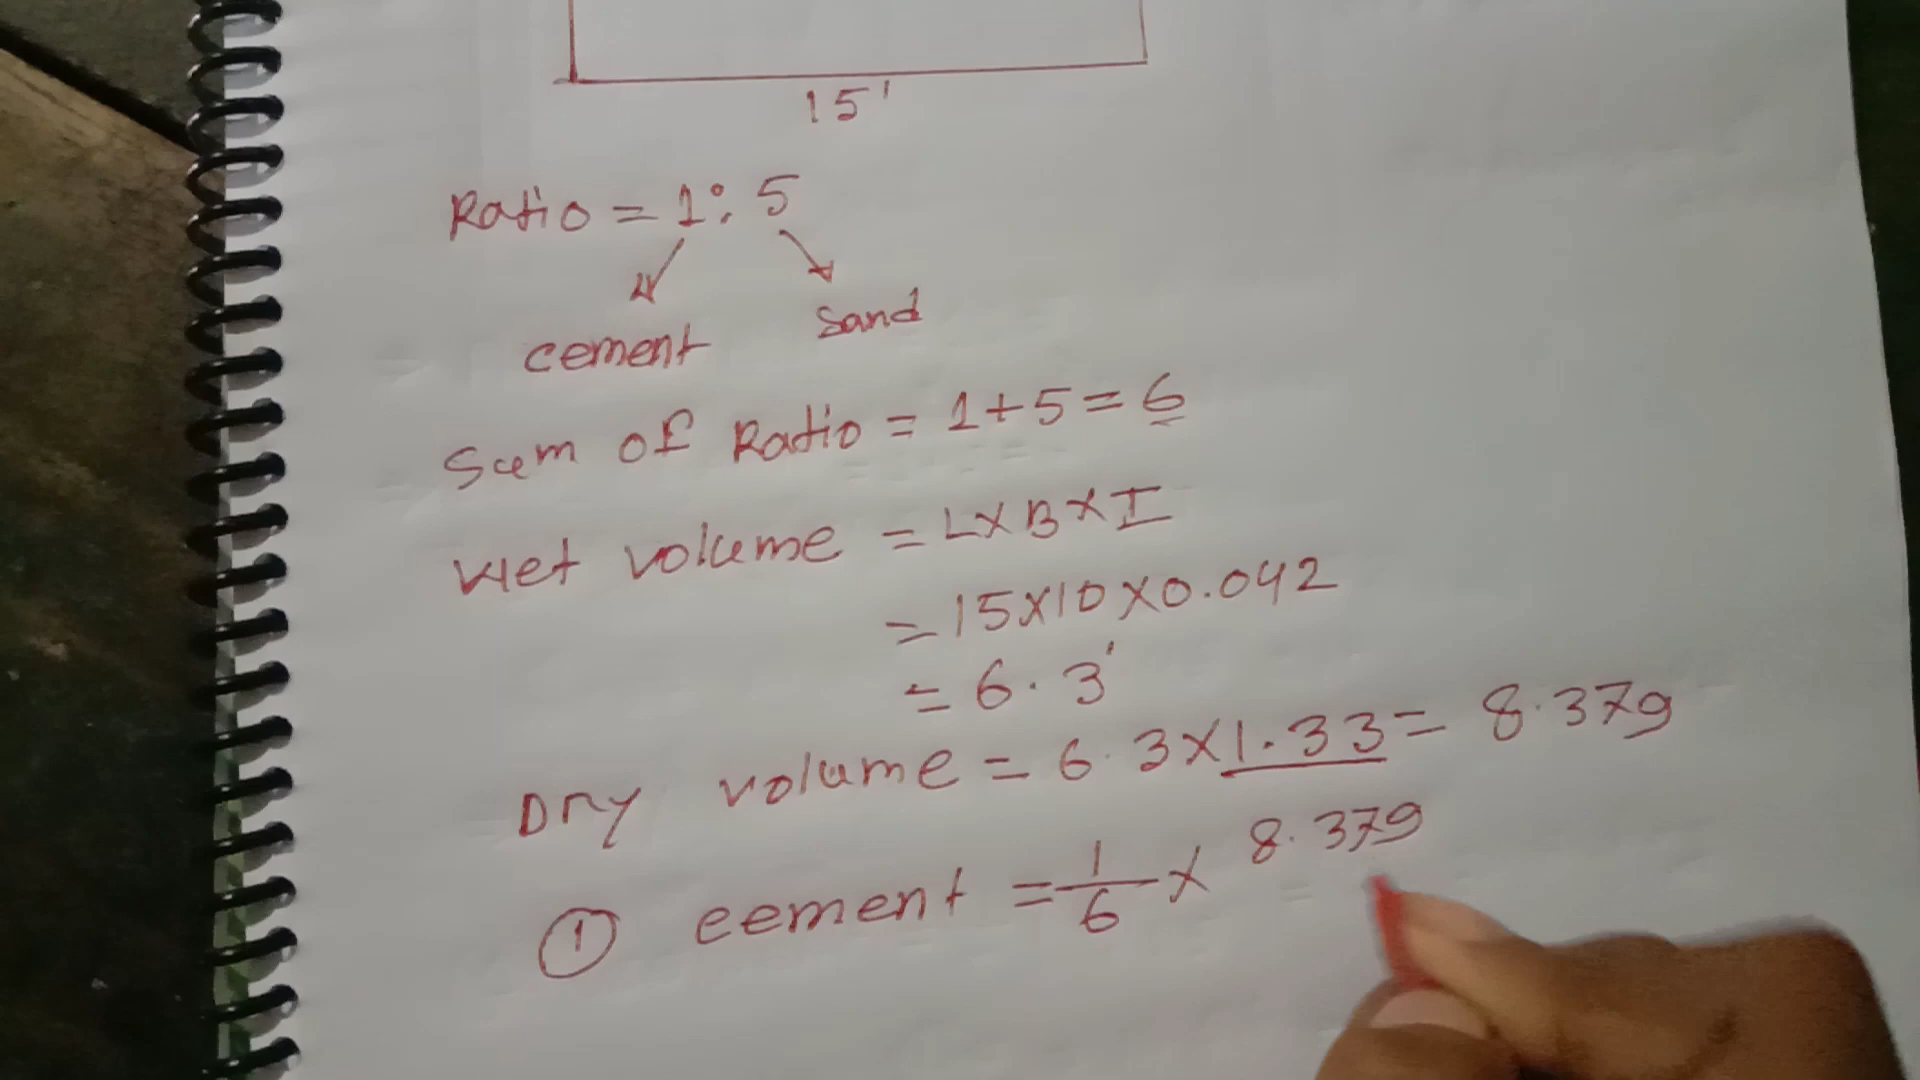 15'
Ratio = 1:5
cement sand
Sum of Ratio = 1+5=6
Wet volume = L×B×I
= 15×10×0.042
= 6.3'
Dry volume = 6.3×1.33= 8.379
① cement = 1/6 × 8.379